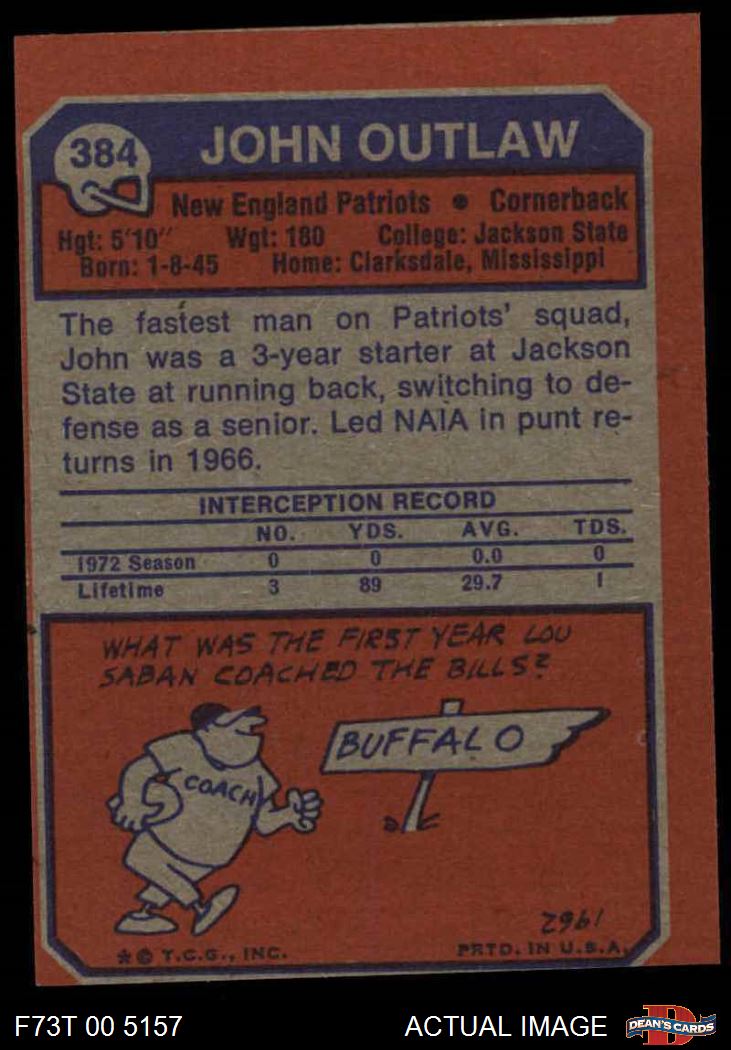 384
JOHN OUTLAW
New England Patriots • Cornerback
Hgt: 5'10" Wgt: 180 College: Jackson State
Born: 1-8-45 Home: Clarksdale, Mississippi
The fastest man on Patriots' squad,
John was a 3-year starter at Jackson
State at running back, switching to de-
fense as a senior. Led NAIA in punt re-
turns in 1966.
INTERCEPTION RECORD
NO. YDS. AVG. TDS.
1972 Season 0 0 0.0 0
Lifetime 3 89 29.7 1
WHAT WAS THE FIRST YEAR LOU
SABAN COACHED THE BILLS?
BUFFALO
COACH
1962
* © T.C.G., INC. PRTD. IN U.S.A.
F73T 00 5157 ACTUAL IMAGE D DEAN'S CARDS